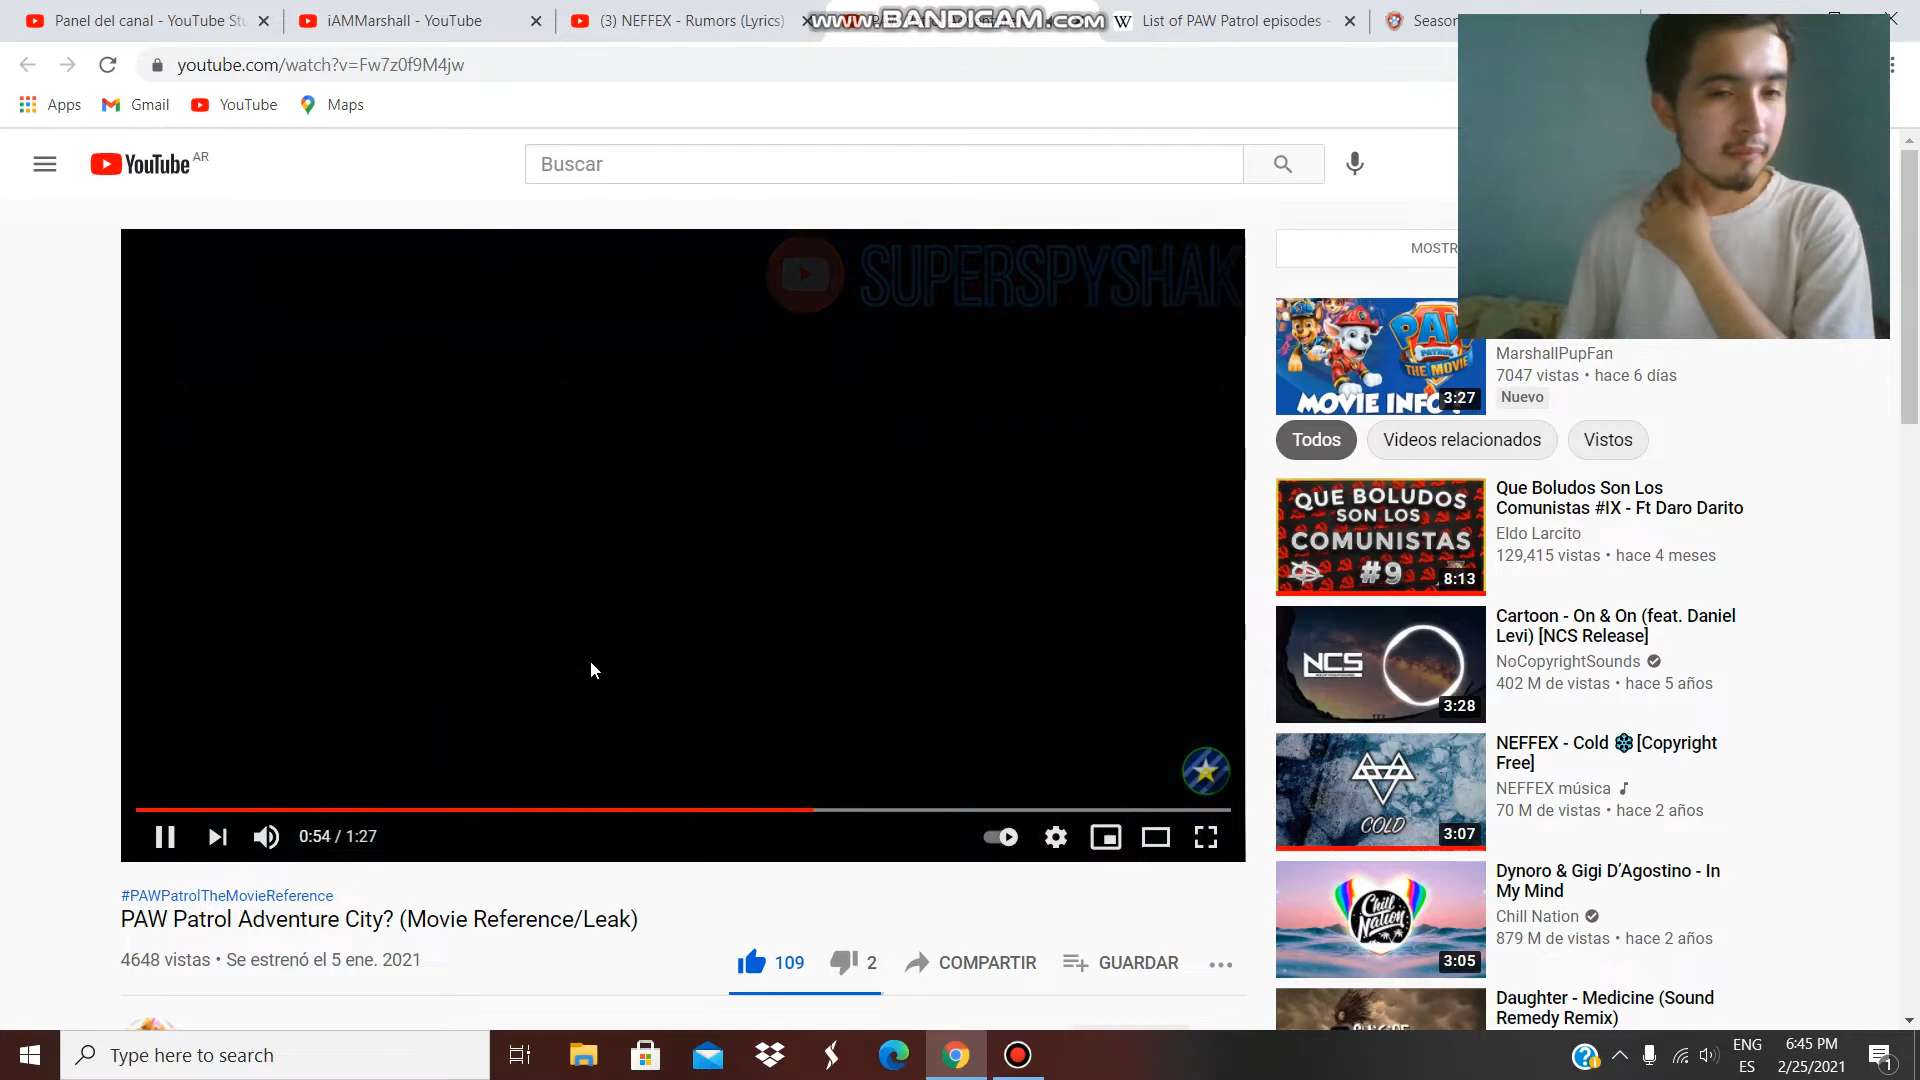 Panel del canal - YouTube St
iAMMarshall - YouTube
(3) NEFFEX - Rumors (Lyrics)
www.BANDICAM.com
List of PAW Patrol episodes -
Season
youtube.com/watch?v=Fw7z0f9M4jw
Apps
Gmail
YouTube
Maps
YouTube AR
Buscar
SUPERSPYSHAK
MOSTR
PAW
PATROL
THE MOVIE
MOVIE INFO
3:27
MarshallPupFan
7047 vistas • hace 6 días
Nuevo
Todos
Videos relacionados
Vistos
QUE BOLUDOS
SON LOS
COMUNISTAS
#9
8:13
Que Boludos Son Los
Comunistas #IX - Ft Daro Darito
Eldo Larcito
129,415 vistas • hace 4 meses
NCS
3:28
Cartoon - On & On (feat. Daniel
Levi) [NCS Release]
NoCopyrightSounds
402 M de vistas • hace 5 años
COLD
3:07
NEFFEX - Cold [Copyright
Free]
NEFFEX música
70 M de vistas • hace 2 años
Chill
Nation
3:05
Dynoro & Gigi D’Agostino - In
My Mind
Chill Nation
879 M de vistas • hace 2 años
Daughter - Medicine (Sound
Remedy Remix)
0:54 / 1:27
#PAWPatrolTheMovieReference
PAW Patrol Adventure City? (Movie Reference/Leak)
4648 vistas • Se estrenó el 5 ene. 2021
109
2
COMPARTIR
GUARDAR
Type here to search
ENG
ES
6:45 PM
2/25/2021
1